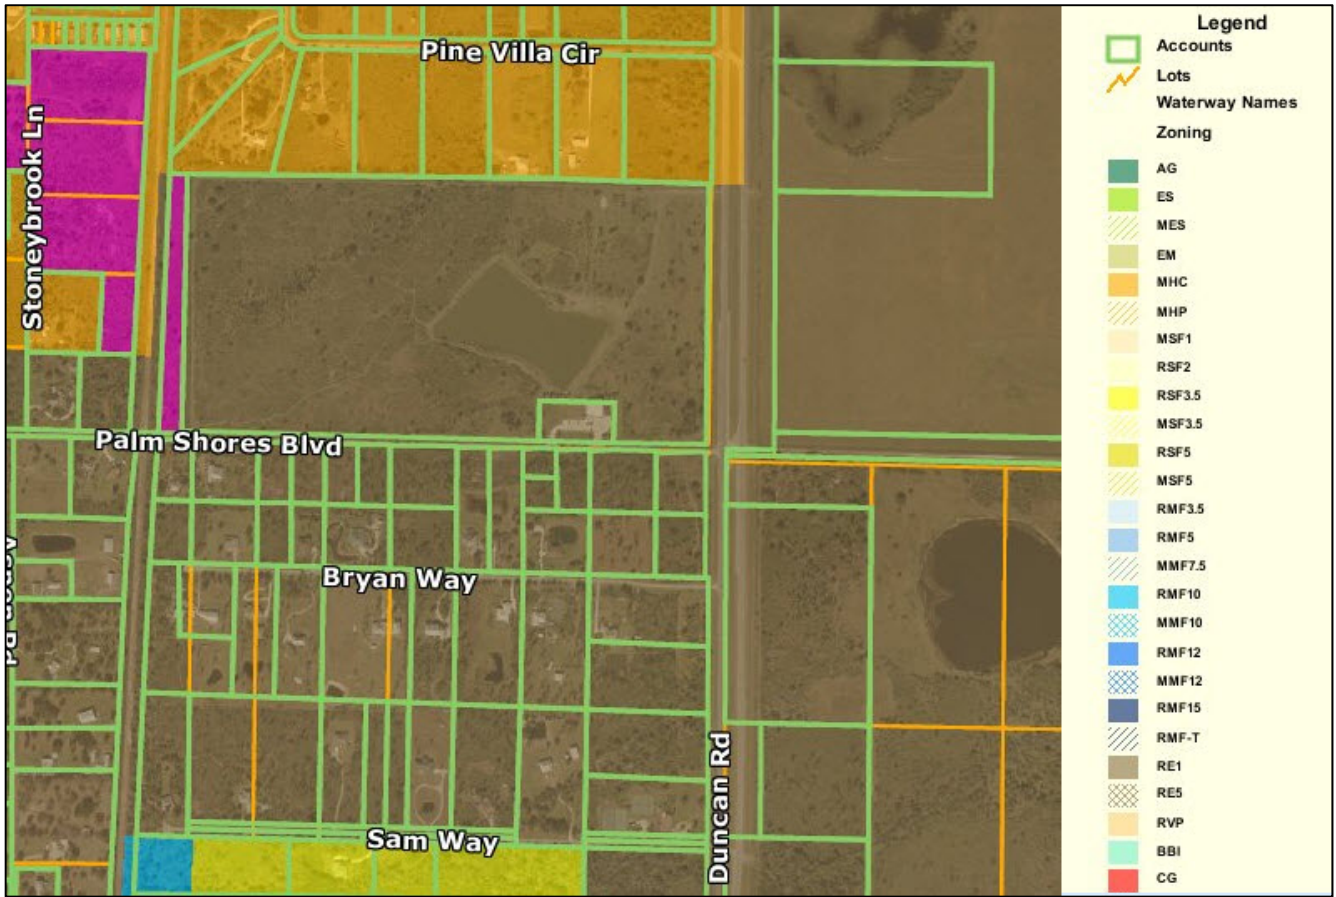 Legend
Accounts
Lots
Waterway Names
Zoning
AG
ES
MES
EM
MHC
MHP
MSF1
RSF2
RSF3.5
MSF3.5
RSF5
MSF5
RMF3.5
RMF5
MMF7.5
RMF10
MMF10
RMF12
MMF12
RMF15
RMF-T
RE1
RE5
RVP
BBI
CG
Pine Villa Cir
Stoneybrook Ln
Palm Shores Blvd
Bryan Way
Sam Way
Duncan Rd
Rd